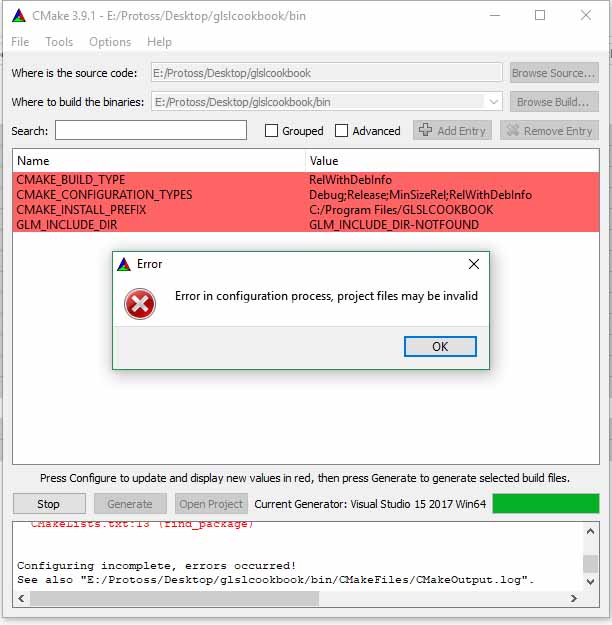 CMake 3.9.1 - E:/Protoss/Desktop/glslcookbook/bin
File Tools Options Help
Where is the source code: E:/Protoss/Desktop/glslcookbook Browse Source...
Where to build the binaries: E:/Protoss/Desktop/glslcookbook/bin Browse Build...
Search: Grouped Advanced Add Entry Remove Entry
Name Value
CMAKE_BUILD_TYPE RelWithDebInfo
CMAKE_CONFIGURATION_TYPES Debug;Release;MinSizeRel;RelWithDebInfo
CMAKE_INSTALL_PREFIX C:/Program Files/GLSLCOOKBOOK
GLM_INCLUDE_DIR GLM_INCLUDE_DIR-NOTFOUND
Error
Error in configuration process, project files may be invalid
OK
Press Configure to update and display new values in red, then press Generate to generate selected build files.
Stop Generate Open Project Current Generator: Visual Studio 15 2017 Win64
CMakeLists.txt:13 (find_package)
Configuring incomplete, errors occurred!
See also "E:/Protoss/Desktop/glslcookbook/bin/CMakeFiles/CMakeOutput.log".